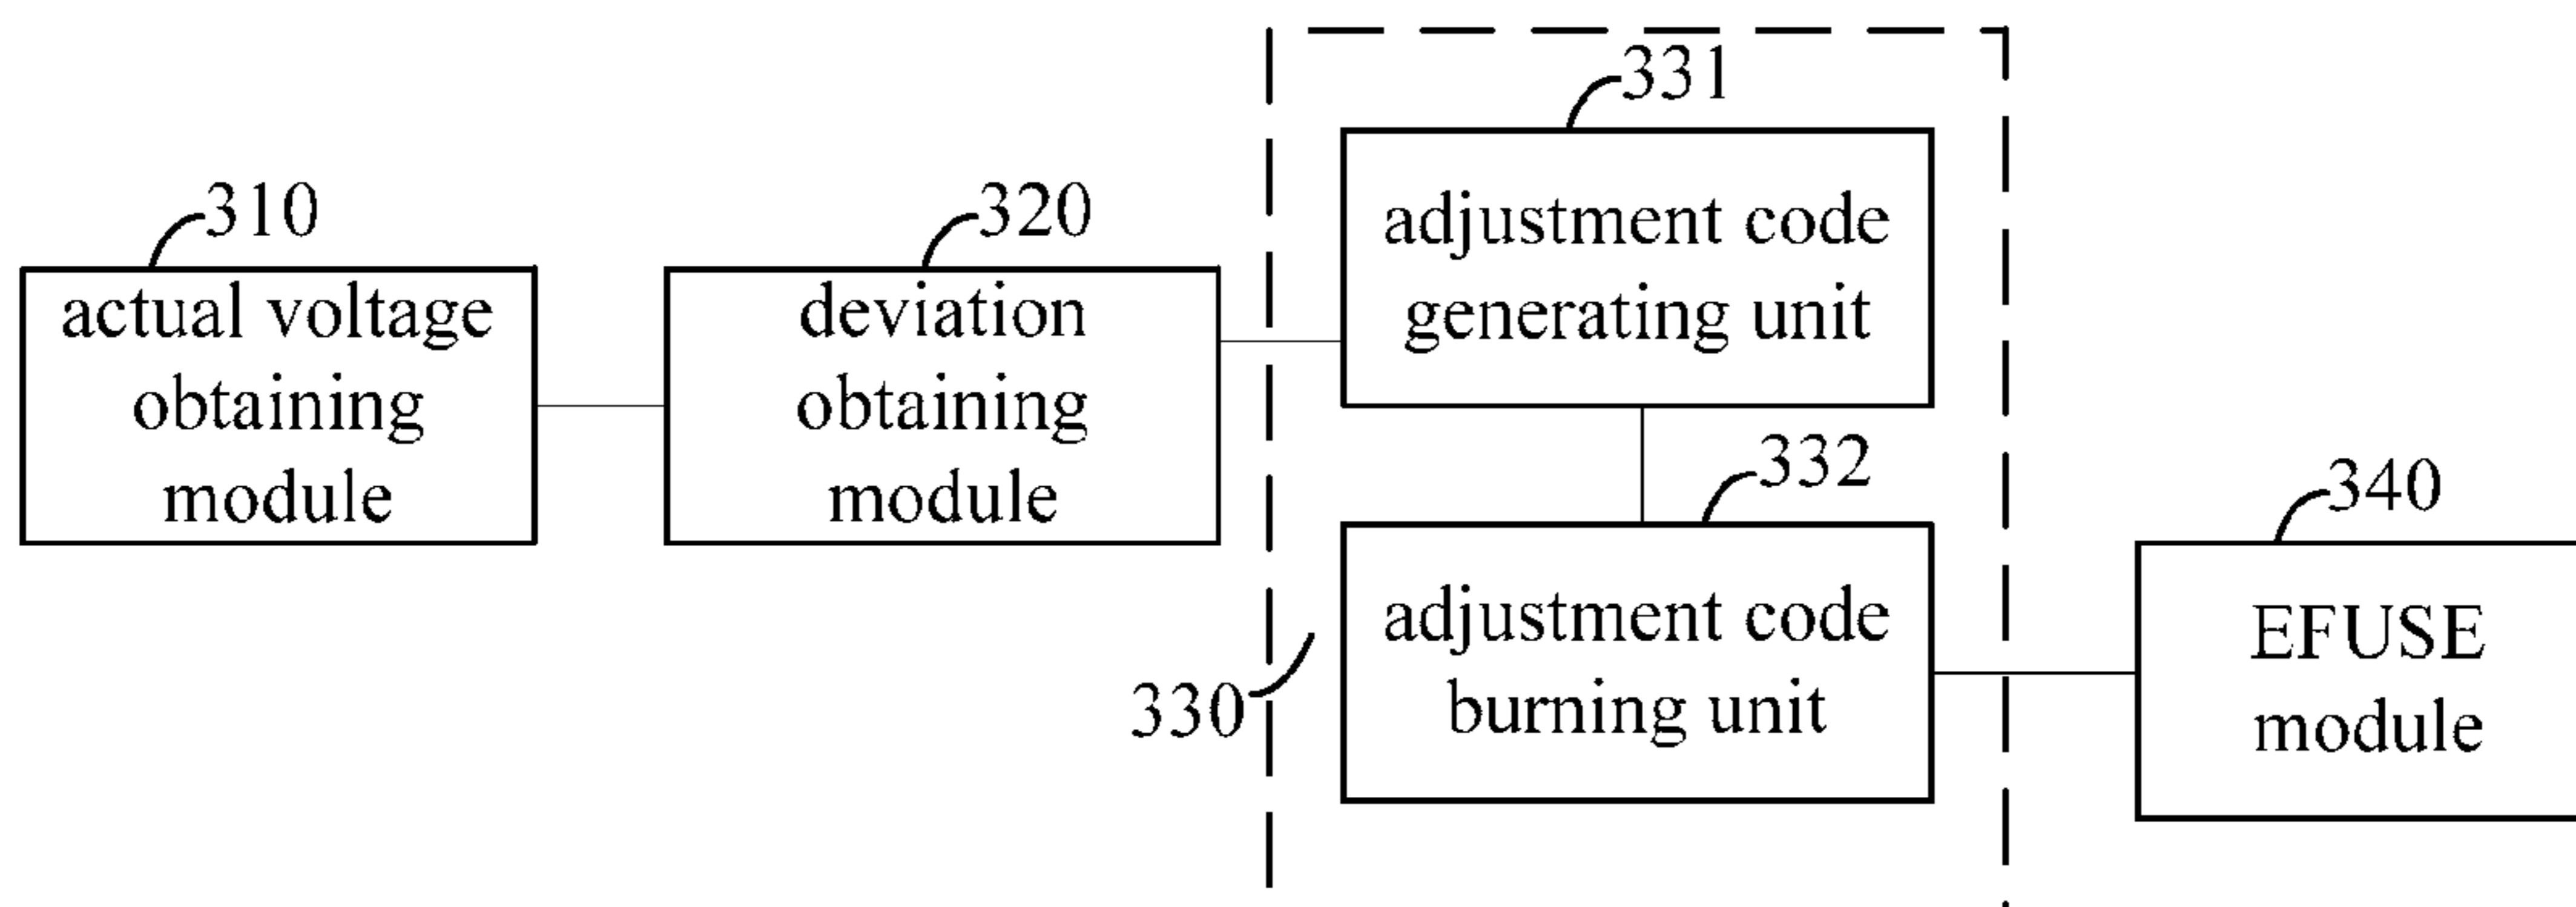 310
actual voltage
obtaining
module
320
deviation
obtaining
module
331
adjustment code
generating unit
332
adjustment code
burning unit
330
340
EFUSE
module